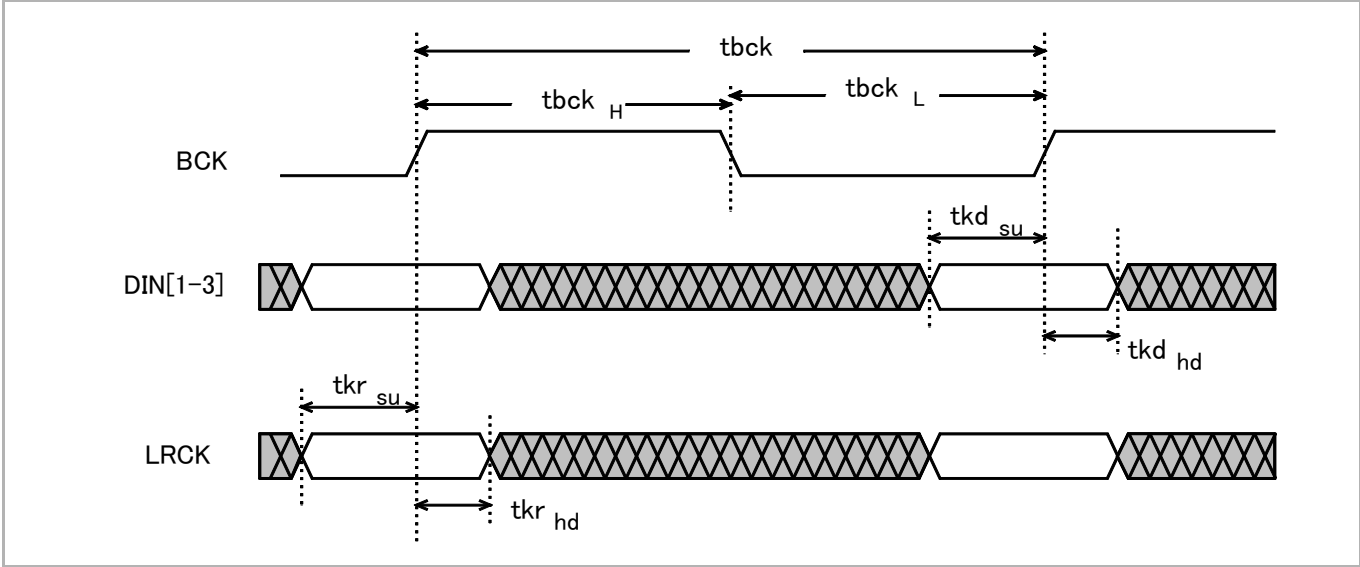 tbck
tbck H
tbck L
BCK
tkd su
DIN[1-3]
tkd hd
tkr su
LRCK
tkr hd